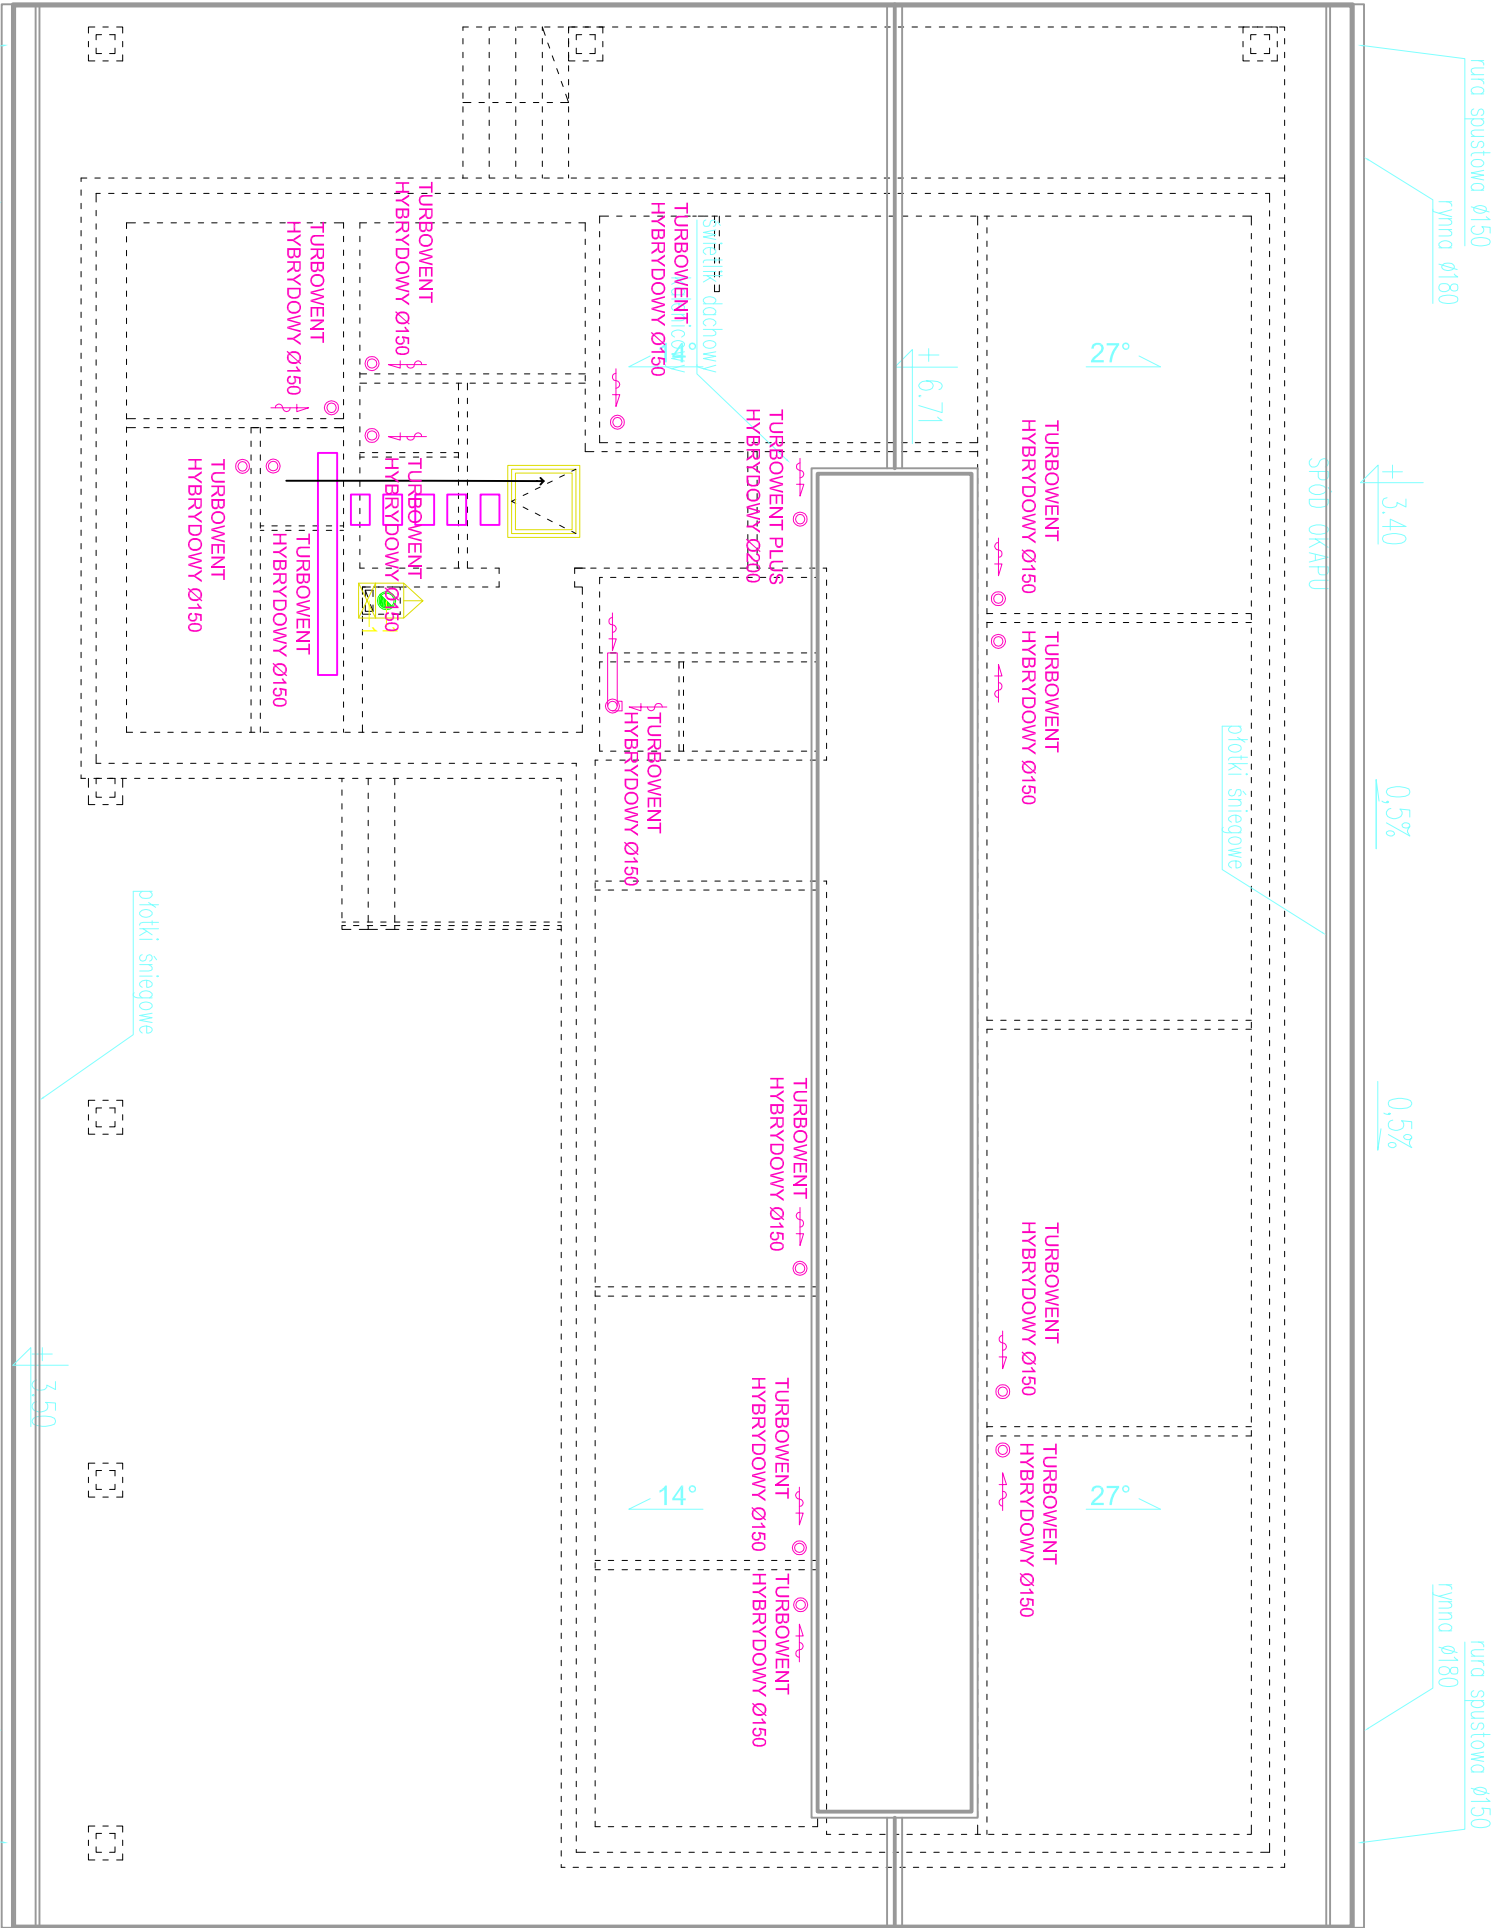 rura spustowa ø150
rynna ø180
TURBOWENT
HYBRYDOWY Ø150
TURBOWENT
HYBRYDOWY Ø150
TURBOWENT
HYBRYDOWY Ø150
świetlik dachowy
14°
+ 6.71
27°
+ 3.40
SPÓD OKAPU
TURBOWENT PLUS
HYBRYDOWY Ø200
TURBOWENT
HYBRYDOWY Ø150
TURBOWENT
HYBRYDOWY Ø150
TURBOWENT
HYBRYDOWY Ø150
TURBOWENT
HYBRYDOWY Ø150
TURBOWENT
HYBRYDOWY Ø150
TURBOWENT
HYBRYDOWY Ø150
płotki śniegowe
0,5%
płotki śniegowe
0,5%
TURBOWENT
HYBRYDOWY Ø150
TURBOWENT
HYBRYDOWY Ø150
+ 3.50
TURBOWENT
HYBRYDOWY Ø150
TURBOWENT
HYBRYDOWY Ø150
14°
27°
TURBOWENT
HYBRYDOWY Ø150
rynna ø180
rura spustowa ø150